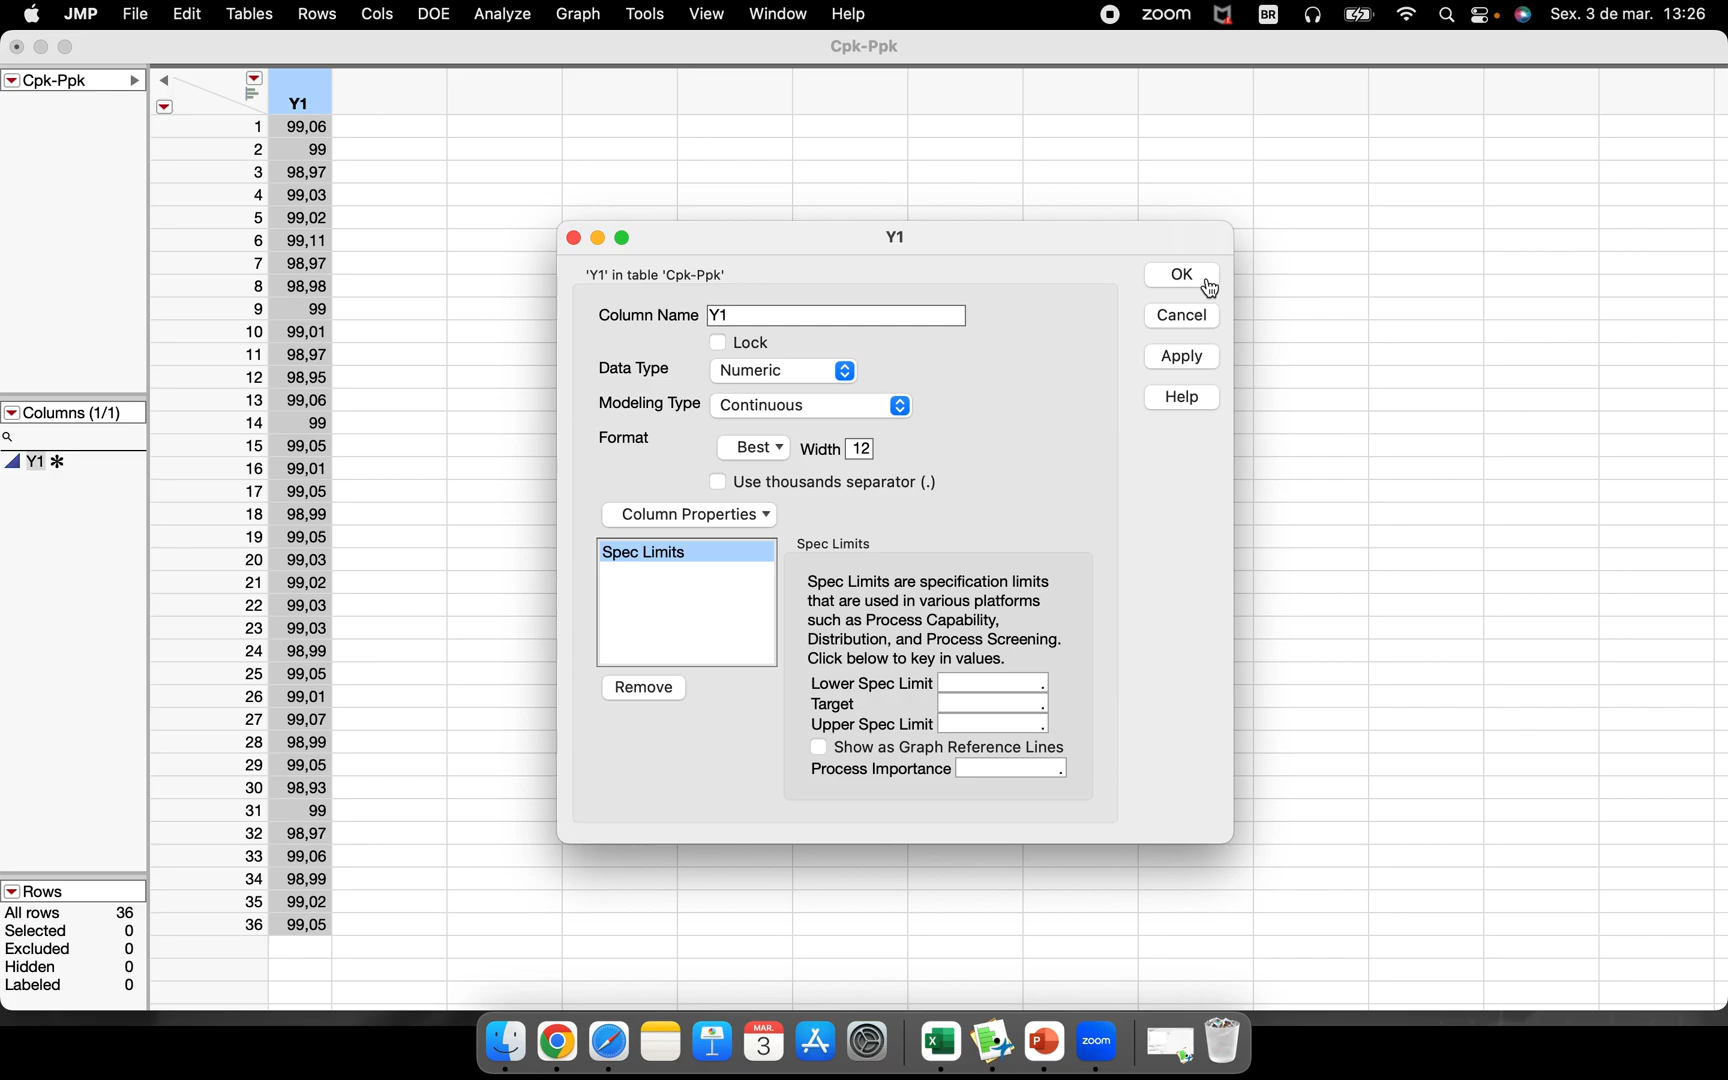 JMP File Edit Tables Rows Cols DOE Analyze Graph Tools View Window Help zoom BR Sex. 3 de mar. 13:26
Cpk-Ppk
Cpk-Ppk
Y1
1 99,06
2 99
3 98,97
4 99,03
5 99,02
6 99,11
7 98,97
8 98,98
9 99
10 99,01
11 98,97
12 98,95
13 99,06
14 99
15 99,05
16 99,01
17 99,05
18 98,99
19 99,05
20 99,03
21 99,02
22 99,03
23 99,03
24 98,99
25 99,05
26 99,01
27 99,07
28 98,99
29 99,05
30 98,93
31 99
32 98,97
33 99,06
34 98,99
35 99,02
36 99,05
Columns (1/1)
Y1 ✻
Rows
All rows 36
Selected 0
Excluded 0
Hidden 0
Labeled 0
Y1
'Y1' in table 'Cpk-Ppk'
Column Name Y1
Lock
Data Type Numeric
Modeling Type Continuous
Format Best Width 12
Use thousands separator (.)
Column Properties
Spec Limits
Remove
Spec Limits
Spec Limits are specification limits
that are used in various platforms
such as Process Capability,
Distribution, and Process Screening.
Click below to key in values.
Lower Spec Limit .
Target .
Upper Spec Limit .
Show as Graph Reference Lines
Process Importance .
OK
Cancel
Apply
Help
MAR.
3
X
P
zoom